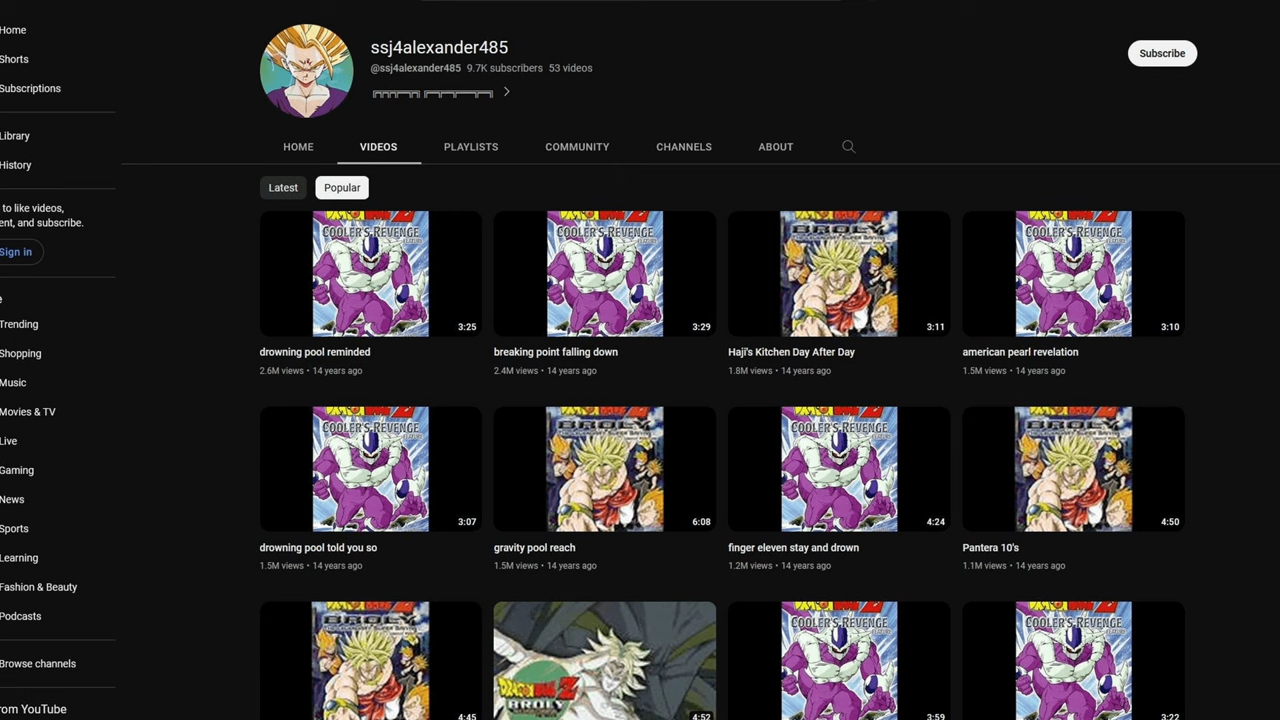 Home
Shorts
Subscriptions
Library
History
to like videos,
ent, and subscribe.
Sign in
e
Trending
Shopping
Music
Movies & TV
Live
Gaming
News
Sports
Learning
Fashion & Beauty
Podcasts
Browse channels
om YouTube
ssj4alexander485
@ssj4alexander485 9.7K subscribers 53 videos
Subscribe
HOME VIDEOS PLAYLISTS COMMUNITY CHANNELS ABOUT
Latest Popular
COOLER'S REVENGE COOLER'S REVENGE BROLY COOLER'S REVENGE
3:25 3:29 3:11 3:10
drowning pool reminded breaking point falling down Haji's Kitchen Day After Day american pearl revelation
2.6M views • 14 years ago 2.4M views • 14 years ago 1.8M views • 14 years ago 1.5M views • 14 years ago
COOLER'S REVENGE BROLY COOLER'S REVENGE BROLY
3:07 6:08 4:24 4:50
drowning pool told you so gravity pool reach finger eleven stay and drown Pantera 10's
1.5M views • 14 years ago 1.5M views • 14 years ago 1.2M views • 14 years ago 1.1M views • 14 years ago
BROLY COOLER'S REVENGE COOLER'S REVENGE
DRAGON BALL Z
BROLY
4:45 4:52 3:59 3:22